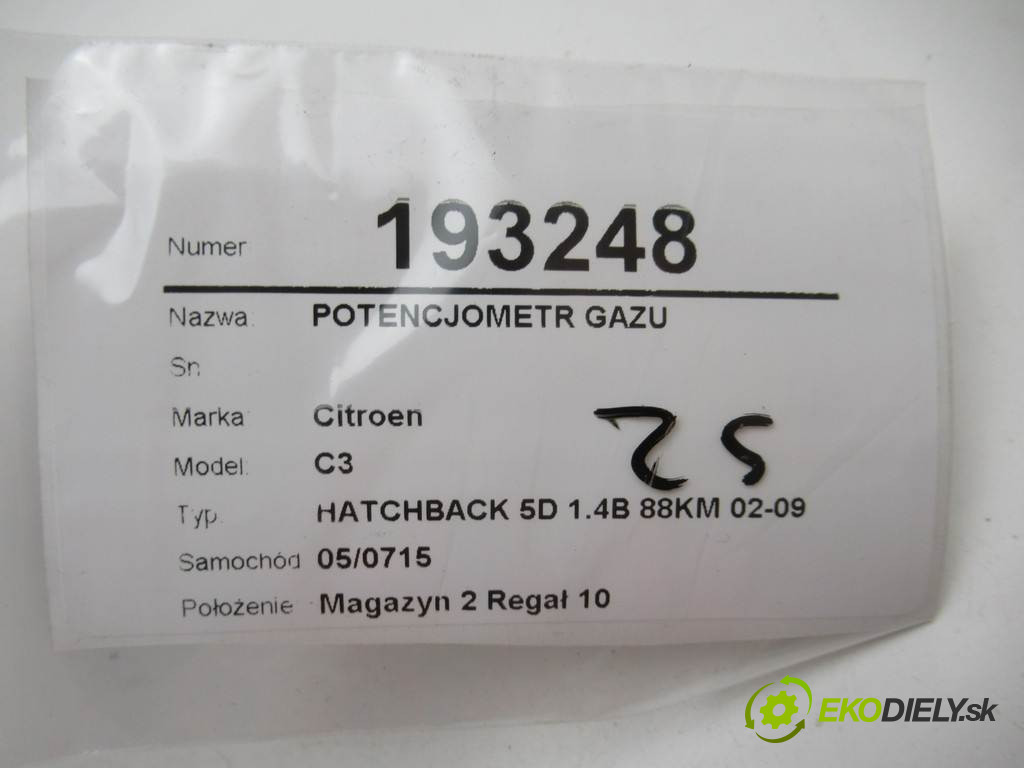 Numer 193248
Nazwa: POTENCJOMETR GAZU
Sn
Marka Citroen
Model: C3
Typ HATCHBACK 5D 1.4B 88KM 02-09
Samochód 05/0715
Położenie Magazyn 2 Regał 10
EKODIELY.sk